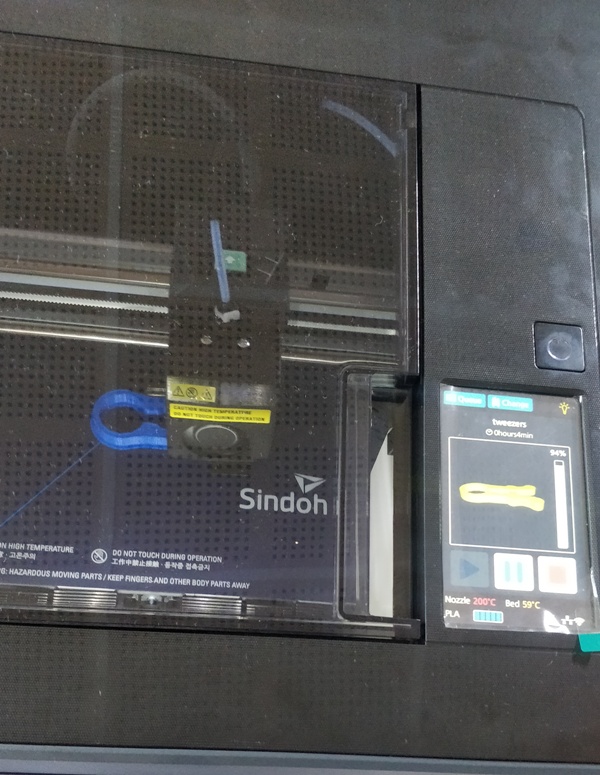 tweezers
0hours4min
94%
CAUTION HIGH TEMPERATURE
DO NOT TOUCH DURING OPERATION
Sindoh
ON HIGH TEMPERATURE
· 고온주의
DO NOT TOUCH DURING OPERATION
工作中禁止接触 · 동작중 접촉금지
G: HAZARDOUS MOVING PARTS / KEEP FINGERS AND OTHER BODY PARTS AWAY
Nozzle 200°C Bed 59°C
PLA